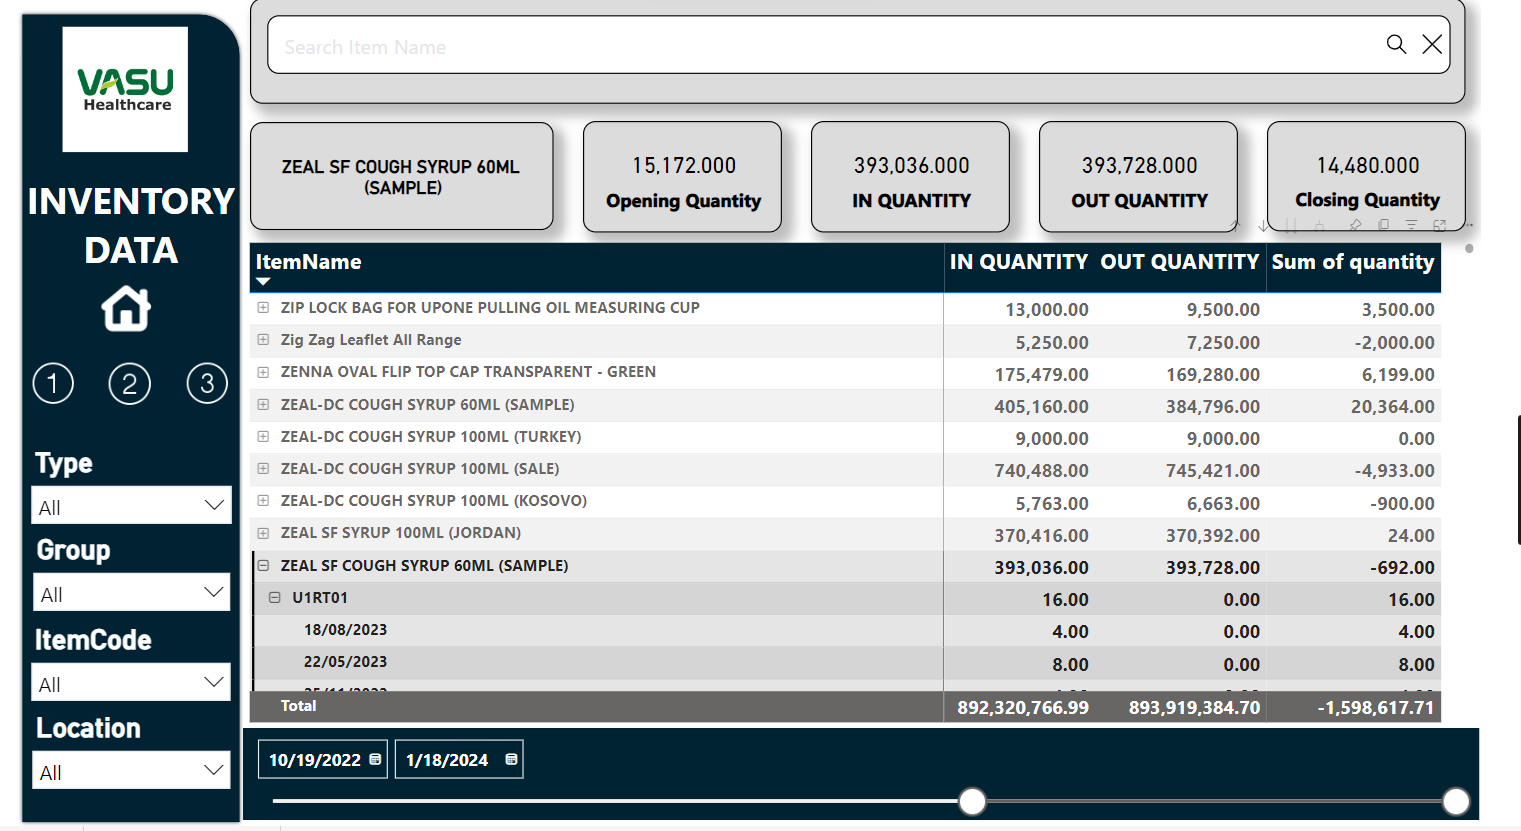 VASU
Healthcare
INVENTORY
DATA
1 2 3
Type
All
Group
All
ItemCode
All
Location
All
Search Item Name
ZEAL SF COUGH SYRUP 60ML
(SAMPLE)
15,172.000
Opening Quantity
393,036.000
IN QUANTITY
393,728.000
OUT QUANTITY
14,480.000
Closing Quantity
ItemName IN QUANTITY OUT QUANTITY Sum of quantity
ZIP LOCK BAG FOR UPONE PULLING OIL MEASURING CUP 13,000.00 9,500.00 3,500.00
Zig Zag Leaflet All Range 5,250.00 7,250.00 -2,000.00
ZENNA OVAL FLIP TOP CAP TRANSPARENT - GREEN 175,479.00 169,280.00 6,199.00
ZEAL-DC COUGH SYRUP 60ML (SAMPLE) 405,160.00 384,796.00 20,364.00
ZEAL-DC COUGH SYRUP 100ML (TURKEY) 9,000.00 9,000.00 0.00
ZEAL-DC COUGH SYRUP 100ML (SALE) 740,488.00 745,421.00 -4,933.00
ZEAL-DC COUGH SYRUP 100ML (KOSOVO) 5,763.00 6,663.00 -900.00
ZEAL SF SYRUP 100ML (JORDAN) 370,416.00 370,392.00 24.00
ZEAL SF COUGH SYRUP 60ML (SAMPLE) 393,036.00 393,728.00 -692.00
U1RT01 16.00 0.00 16.00
18/08/2023 4.00 0.00 4.00
22/05/2023 8.00 0.00 8.00
Total 892,320,766.99 893,919,384.70 -1,598,617.71
10/19/2022 1/18/2024